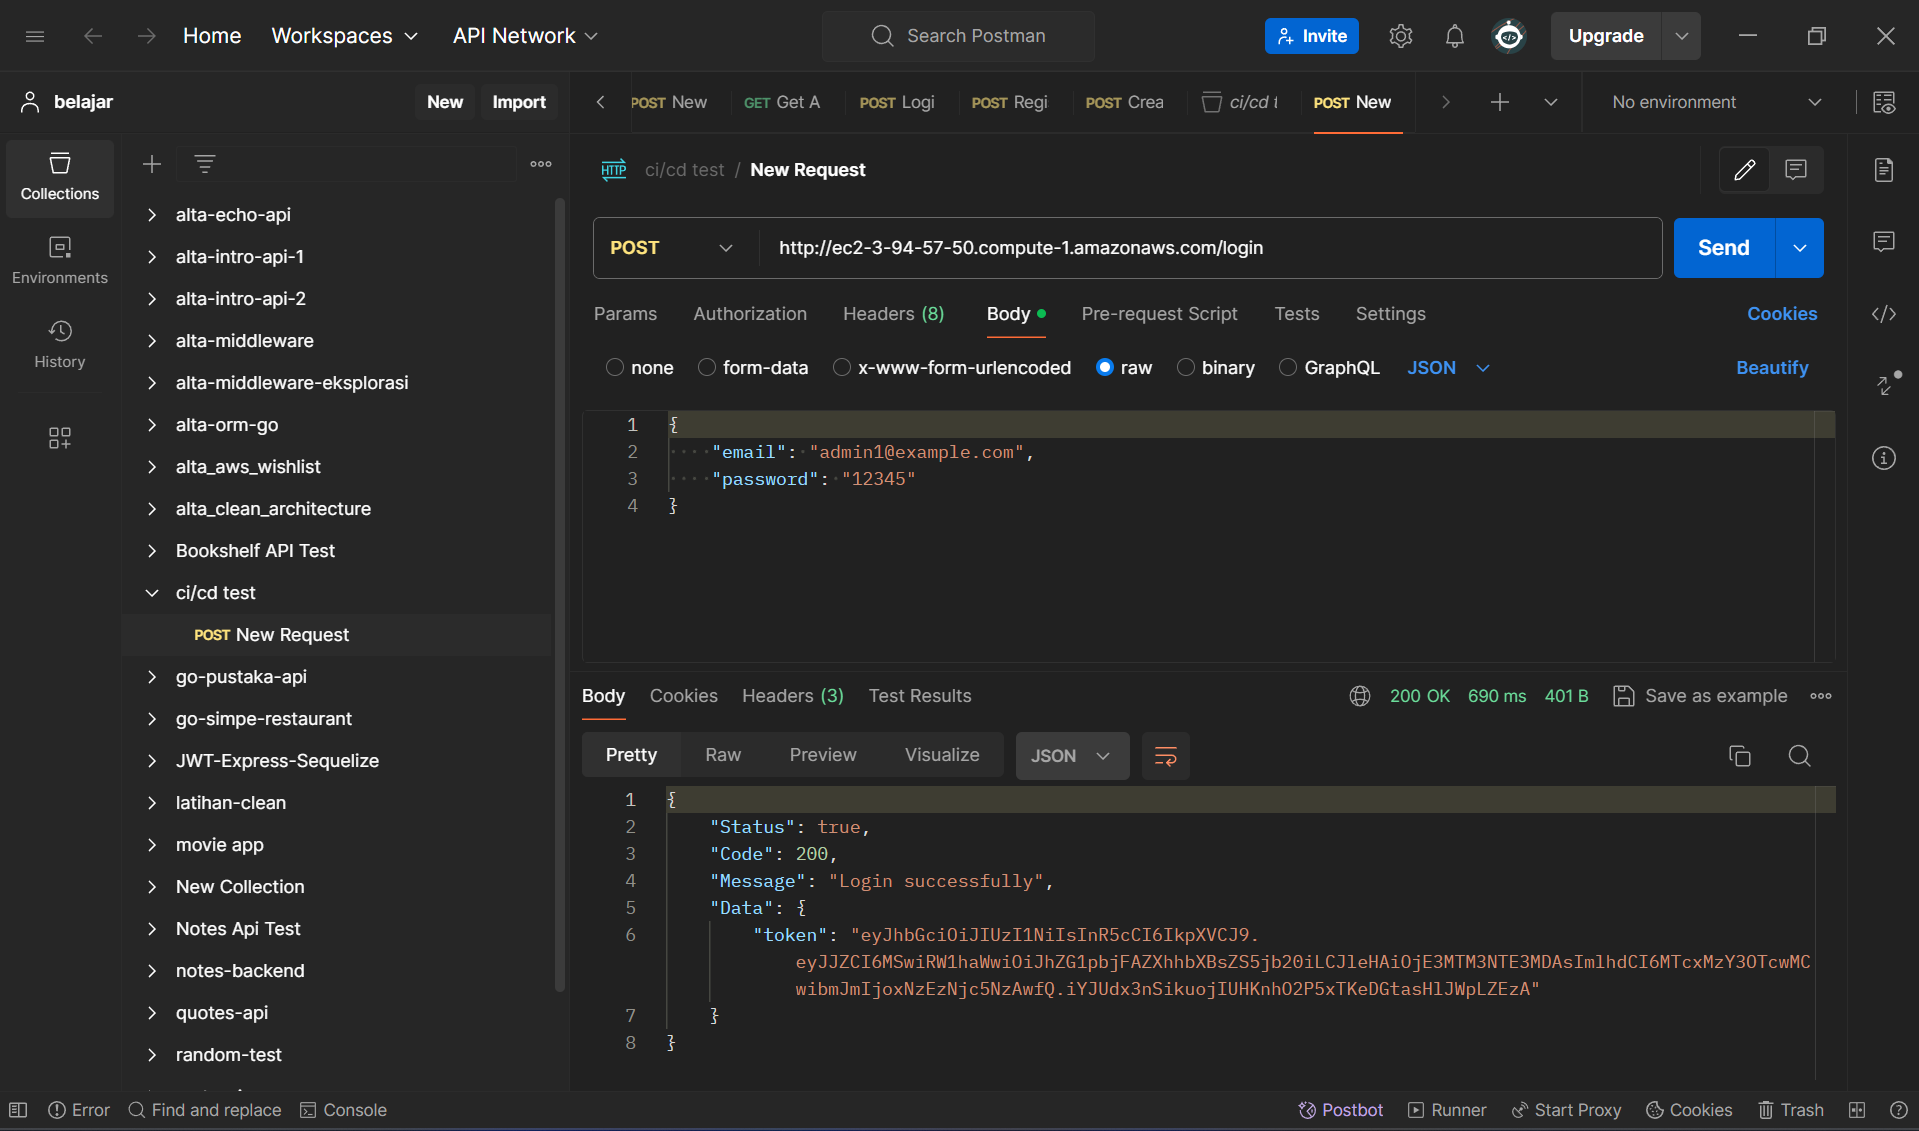 Home Workspaces API Network Search Postman Invite Upgrade
belajar New Import
POST New GET Get A POST Logi POST Regi POST Crea ci/cd t POST New No environment
Collections
Environments
History
alta-echo-api
alta-intro-api-1
alta-intro-api-2
alta-middleware
alta-middleware-eksplorasi
alta-orm-go
alta_aws_wishlist
alta_clean_architecture
Bookshelf API Test
ci/cd test
POST New Request
go-pustaka-api
go-simpe-restaurant
JWT-Express-Sequelize
latihan-clean
movie app
New Collection
Notes Api Test
notes-backend
quotes-api
random-test
HTTP ci/cd test / New Request
POST http://ec2-3-94-57-50.compute-1.amazonaws.com/login Send
Params Authorization Headers (8) Body Pre-request Script Tests Settings Cookies
none form-data x-www-form-urlencoded raw binary GraphQL JSON Beautify
1 {
2 "email": "admin1@example.com",
3 "password": "12345"
4 }
Body Cookies Headers (3) Test Results 200 OK 690 ms 401 B Save as example
Pretty Raw Preview Visualize JSON
1 {
2 "Status": true,
3 "Code": 200,
4 "Message": "Login successfully",
5 "Data": {
6 "token": "eyJhbGciOiJIUzI1NiIsInR5cCI6IkpXVCJ9.
eyJJZCI6MSwiRW1haWwiOiJhZG1pbjFAZXhhbXBsZS5jb20iLCJleHAiOjE3MTM3NTE3MDAsImlhdCI6MTcxMzY3OTcwMC
wibmJmIjoxNzEzNjc5NzAwfQ.iYJUdx3nSikuojIUHKnhO2P5xTKeDGtasHlJWpLZEzA"
7 }
8 }
Error Find and replace Console Postbot Runner Start Proxy Cookies Trash